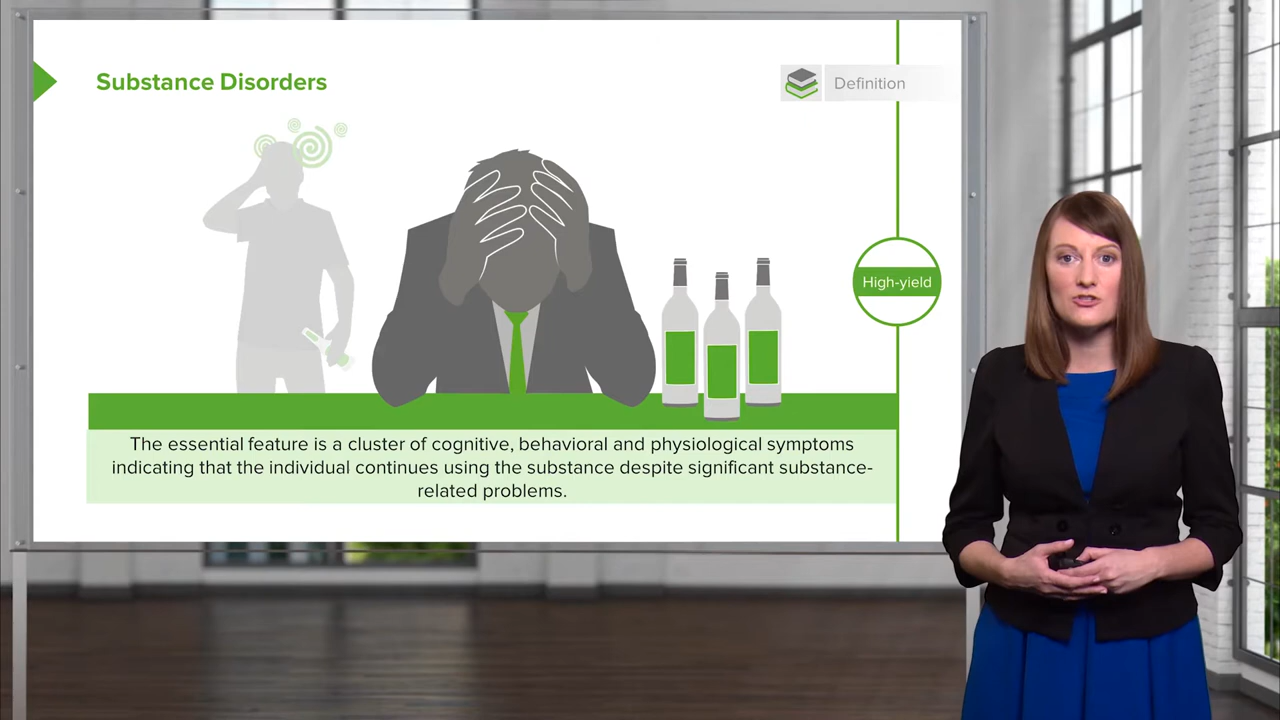 Substance Disorders
Definition
High-yield
The essential feature is a cluster of cognitive, behavioral and physiological symptoms
indicating that the individual continues using the substance despite significant substance-
related problems.